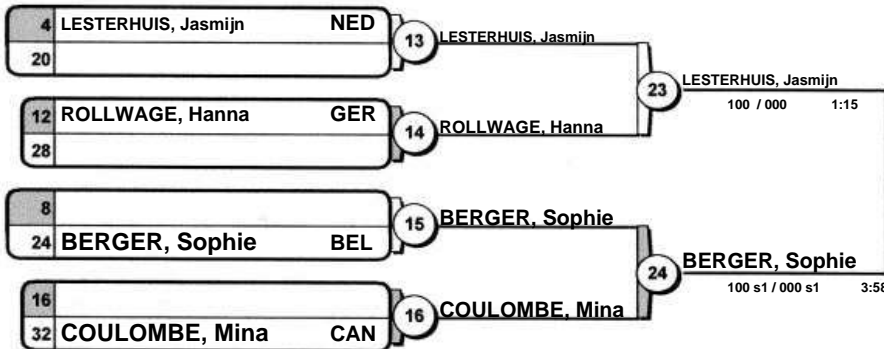 4 LESTERHUIS, Jasmijn NED
20
13 LESTERHUIS, Jasmijn
12 ROLLWAGE, Hanna GER
28
14 ROLLWAGE, Hanna
23 LESTERHUIS, Jasmijn
100 / 000 1:15
8
24 BERGER, Sophie BEL
15 BERGER, Sophie
16
32 COULOMBE, Mina CAN
16 COULOMBE, Mina
24 BERGER, Sophie
100 s1 / 000 s1 3:58